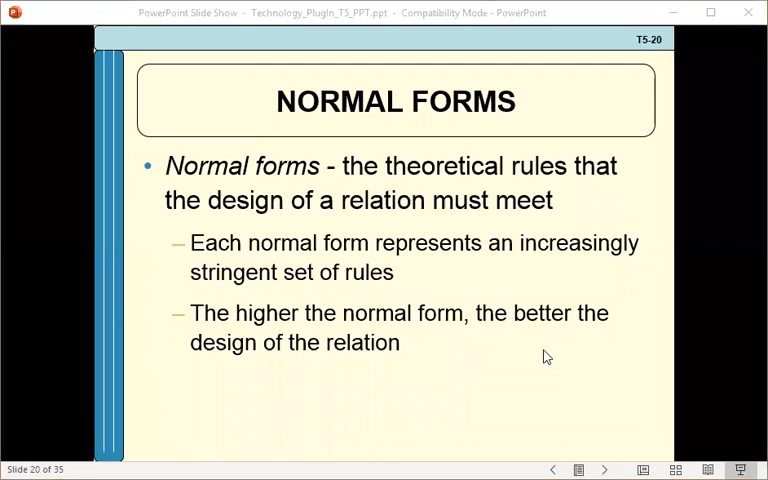 PowerPoint Slide Show - Technology_PlugIn_T5_PPT.ppt - Compatibility Mode - PowerPoint
T5-20
NORMAL FORMS
• Normal forms - the theoretical rules that
the design of a relation must meet
– Each normal form represents an increasingly
stringent set of rules
– The higher the normal form, the better the
design of the relation
Slide 20 of 35